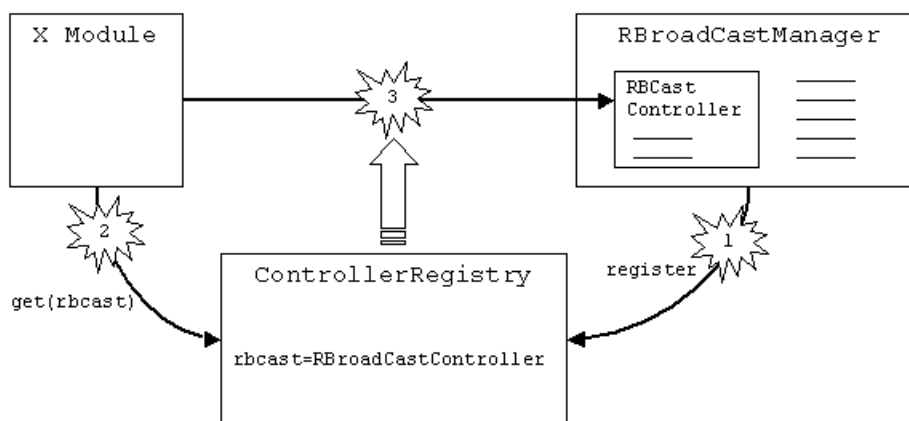 X Module
RBroadCastManager
3
RBCast
Controller
2
1
register
get(rbcast)
ControllerRegistry
rbcast=RBroadCastController